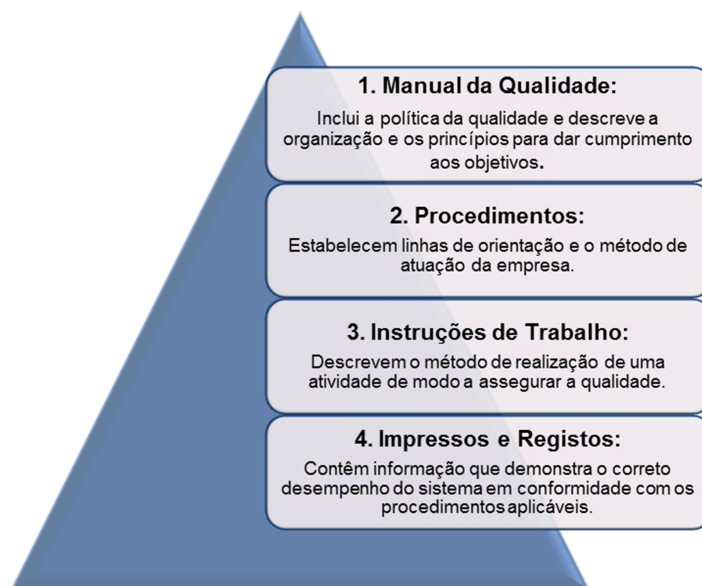 1. Manual da Qualidade:
Inclui a política da qualidade e descreve a
organização e os princípios para dar cumprimento
aos objetivos.
2. Procedimentos:
Estabelecem linhas de orientação e o método de
atuação da empresa.
3. Instruções de Trabalho:
Descrevem o método de realização de uma
atividade de modo a assegurar a qualidade.
4. Impressos e Registos:
Contêm informação que demonstra o correto
desempenho do sistema em conformidade com os
procedimentos aplicáveis.